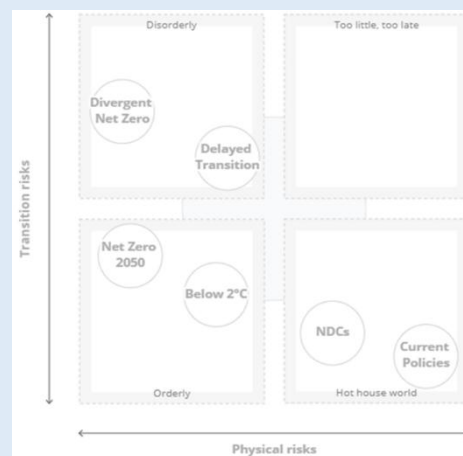 Disorderly
Too little, too late
Divergent
Net Zero
Delayed
Transition
Transition risks
Net Zero
2050
Below 2°C
NDCs
Current
Policies
Orderly
Hot house world
Physical risks